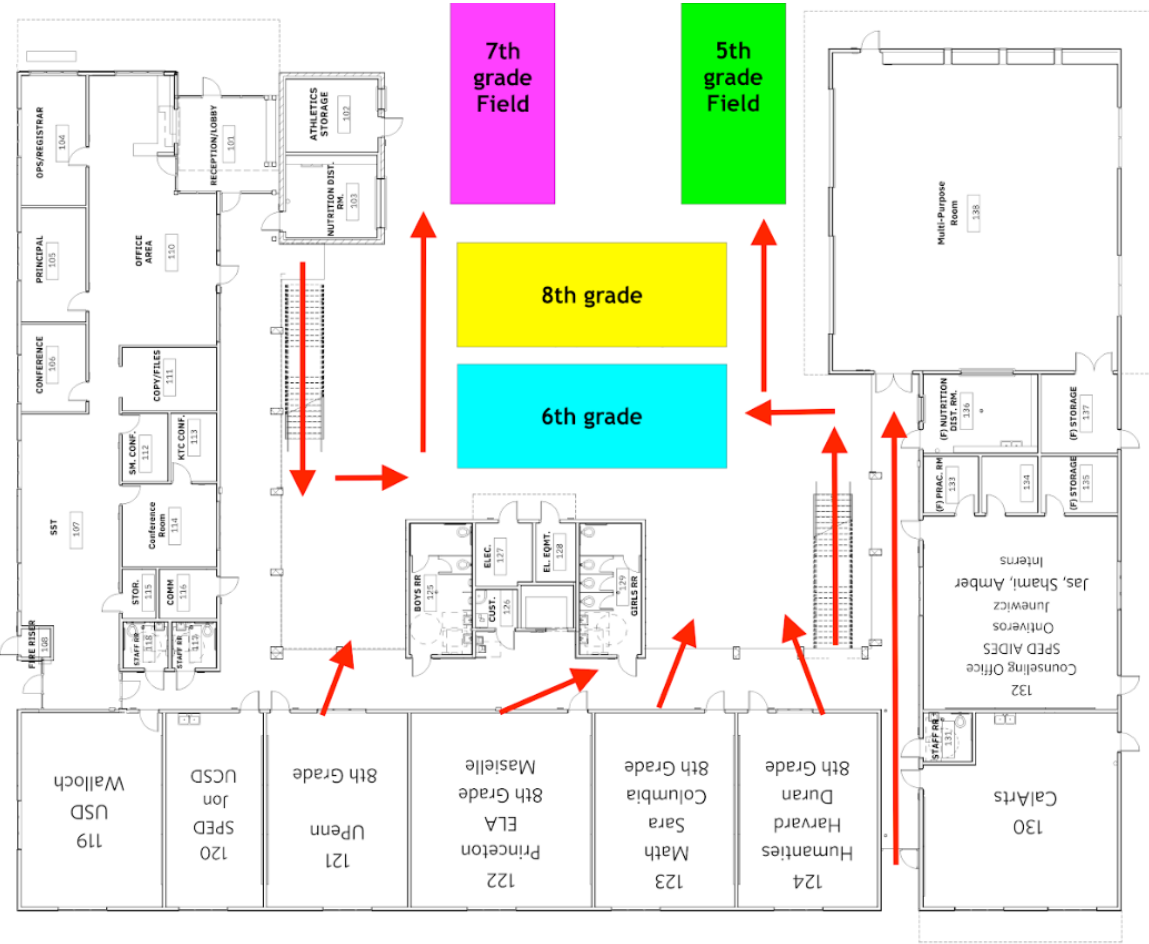 7th
grade
Field
5th
grade
Field
8th grade
6th grade
OPS/REGISTRAR
104
RECEPTION/LOBBY
101
ATHLETICS
STORAGE
102
NUTRITION DIST.
RM.
103
PRINCIPAL
105
OFFICE
AREA
110
CONFERENCE
106
COPY/FILES
111
SM. CONF.
112
KTC CONF.
113
SST
107
Conference
Room
114
STOR.
115
COMM
116
FIRE RISER
108
STAFF RR
118
STAFF RR
117
BOYS RR
125
ELEC.
127
EL. EQMT.
128
CUST.
126
GIRLS RR
129
Multi-Purpose
Room
138
(F) NUTRITION
DIST. RM.
136
(F) STORAGE
137
(F) PRAC. RM
133
134
(F) STORAGE
135
132
Counseling Office
SPED AIDES
Ontiveros
Junewicz
Jas, Shami, Amber
Interns
STAFF RR
131
130
CalArts
119
USD
Walloch
120
SPED
Jon
UCSD
121
UPenn
8th Grade
122
Princeton
ELA
8th Grade
Masielle
123
Math
Sara
Columbia
8th Grade
124
Humanities
Harvard
Duran
8th Grade